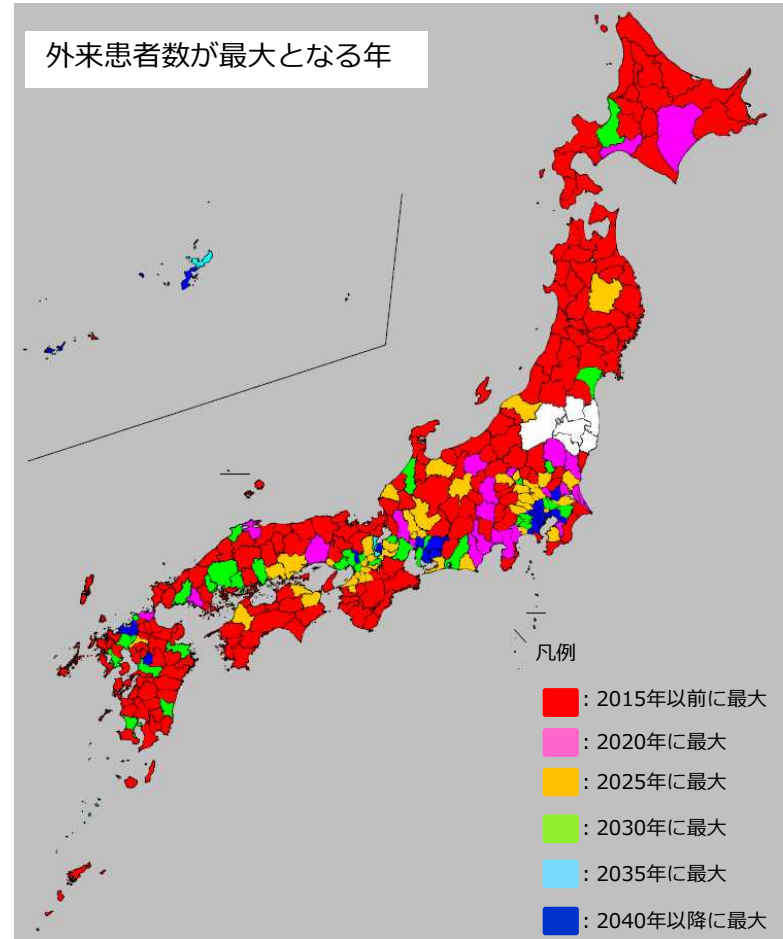 外来患者数が最大となる年
凡例
：2015年以前に最大
：2020年に最大
：2025年に最大
：2030年に最大
：2035年に最大
：2040年以降に最大